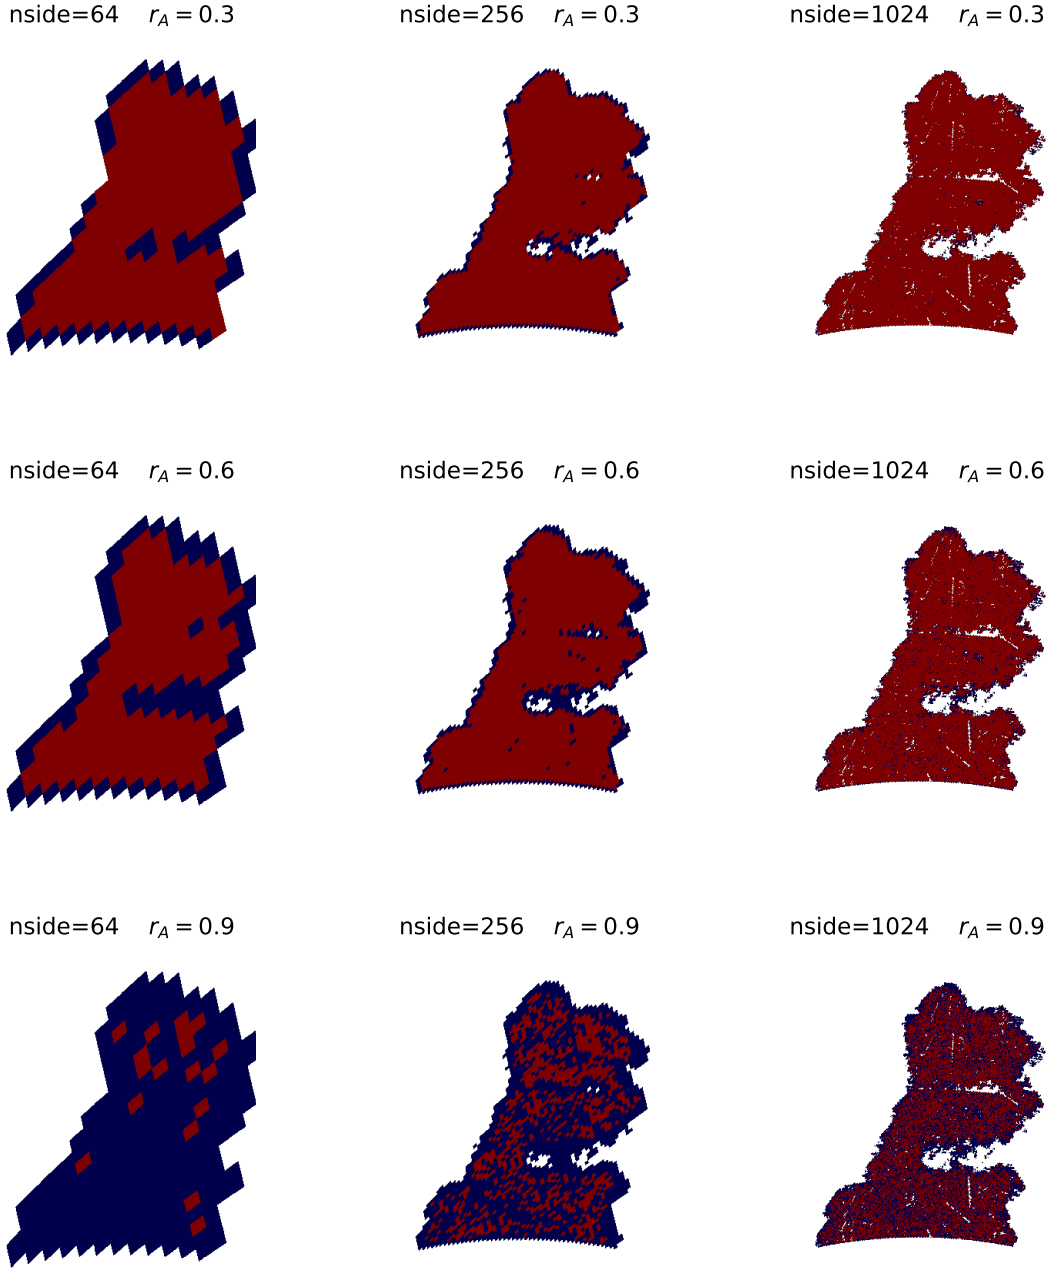 nside=64 r_A = 0.3
nside=256 r_A = 0.3
nside=1024 r_A = 0.3
nside=64 r_A = 0.6
nside=256 r_A = 0.6
nside=1024 r_A = 0.6
nside=64 r_A = 0.9
nside=256 r_A = 0.9
nside=1024 r_A = 0.9